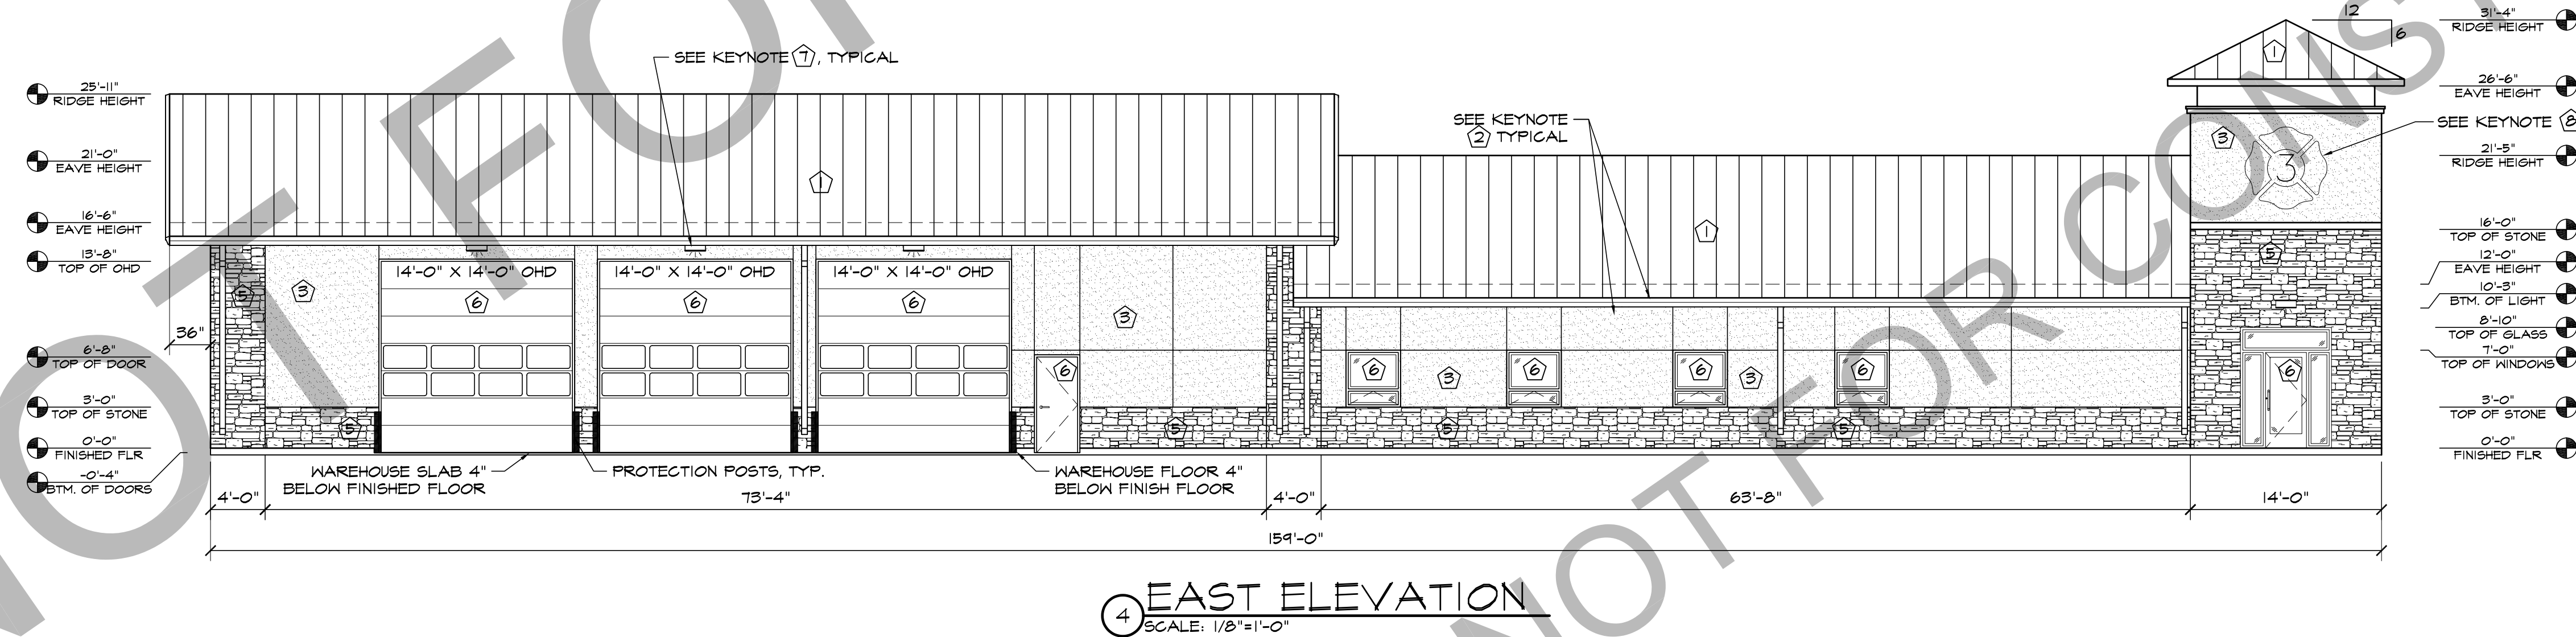 SEE KEYNOTE 7, TYPICAL
25'-11"
RIDGE HEIGHT
21'-0"
EAVE HEIGHT
16'-6"
EAVE HEIGHT
13'-8"
TOP OF OHD
36"
6'-8"
TOP OF DOOR
3'-0"
TOP OF STONE
0'-0"
FINISHED FLR
-0'-4"
BTM. OF DOORS
1
14'-0" X 14'-0" OHD
14'-0" X 14'-0" OHD
14'-0" X 14'-0" OHD
5
3
6
6
6
3
6
5
5
WAREHOUSE SLAB 4"
BELOW FINISHED FLOOR
PROTECTION POSTS, TYP.
WAREHOUSE FLOOR 4"
BELOW FINISH FLOOR
SEE KEYNOTE
2 TYPICAL
1
6
3
6
6
3
6
5
5
12
6
1
3
3
SEE KEYNOTE 8
5
6
31'-4"
RIDGE HEIGHT
26'-6"
EAVE HEIGHT
21'-5"
RIDGE HEIGHT
16'-0"
TOP OF STONE
12'-0"
EAVE HEIGHT
10'-3"
BTM. OF LIGHT
8'-10"
TOP OF GLASS
7'-0"
TOP OF WINDOWS
3'-0"
TOP OF STONE
0'-0"
FINISHED FLR
4'-0"
73'-4"
4'-0"
63'-8"
14'-0"
159'-0"
4
EAST ELEVATION
SCALE: 1/8"=1'-0"
NOT FOR
NOT FOR CONST